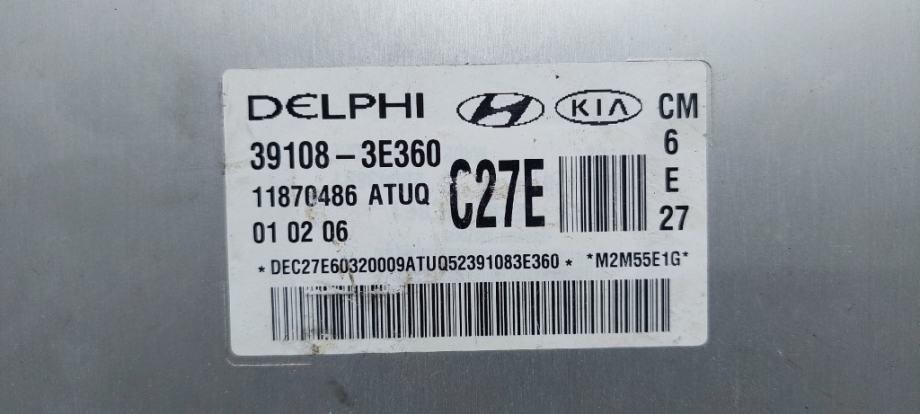 DELPHI KIA CM
39108-3E360 6
11870486 ATUQ C27E E
01 02 06 27
*DEC27E60320009ATUQ52391083E360* *M2M55E1G*